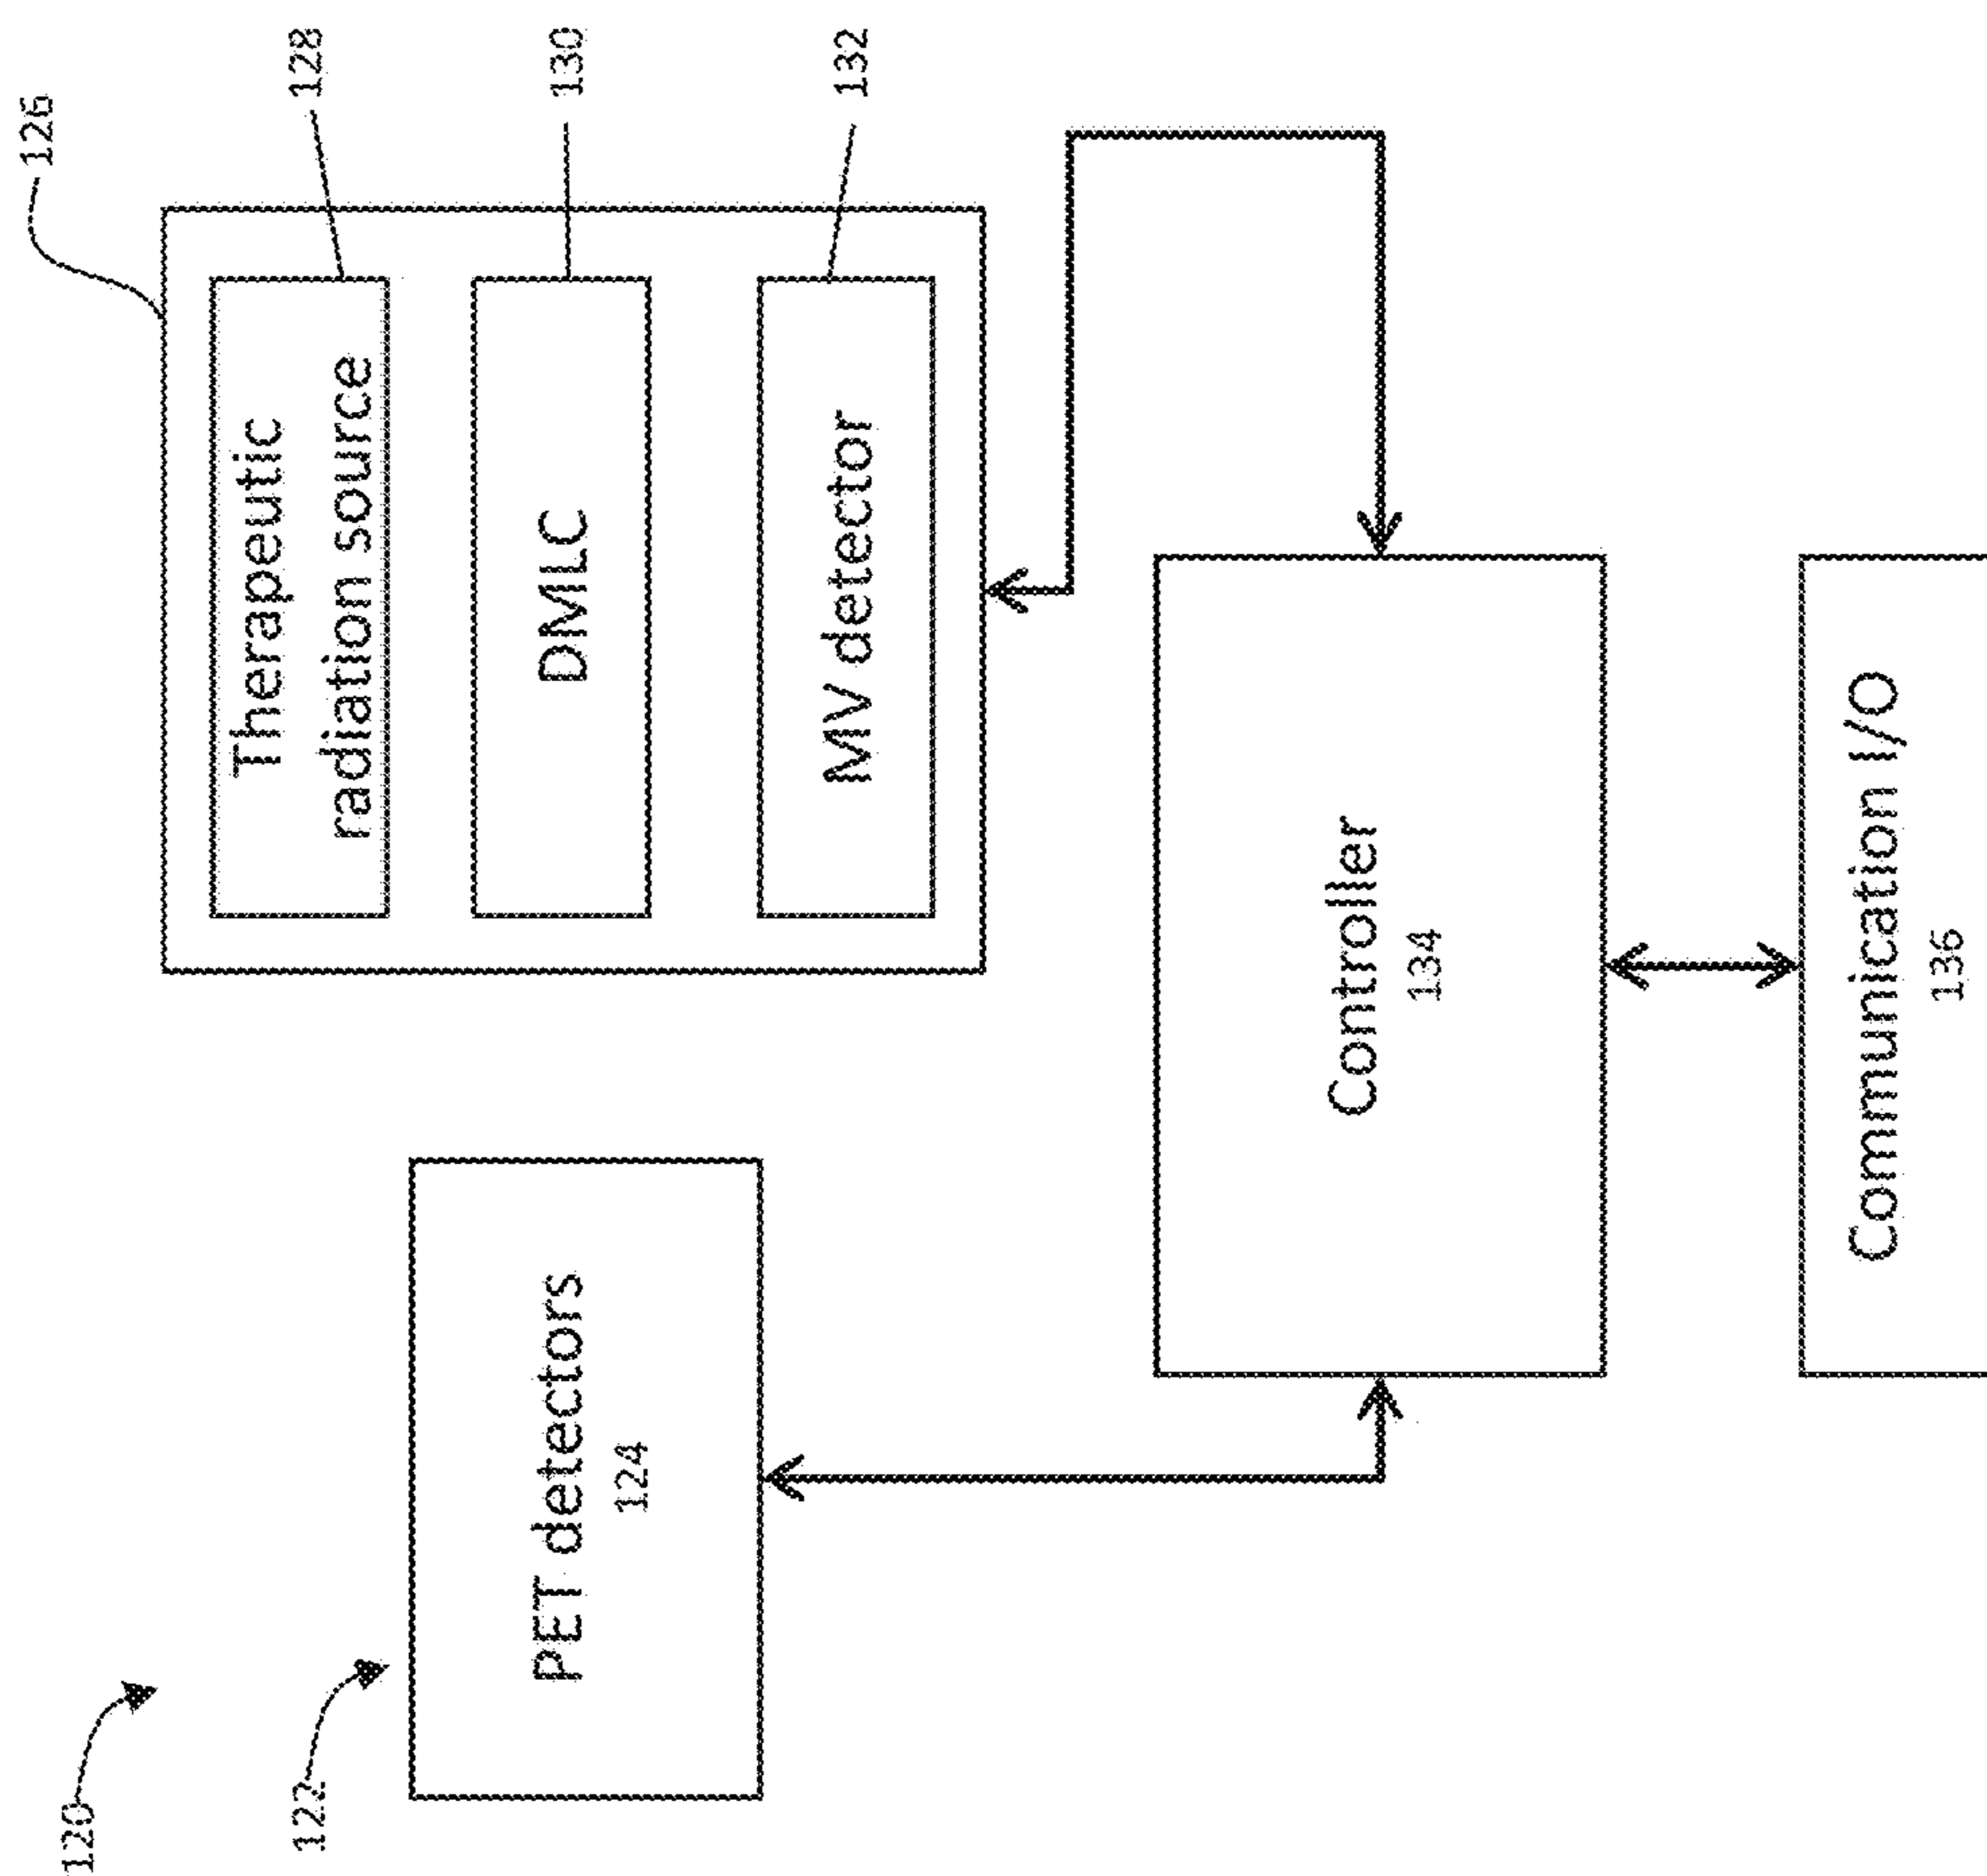 120
122
126
PET detectors
124
Therapeutic
radiation source
128
DMLC
130
MV detector
132
Controller
134
Communication I/O
136